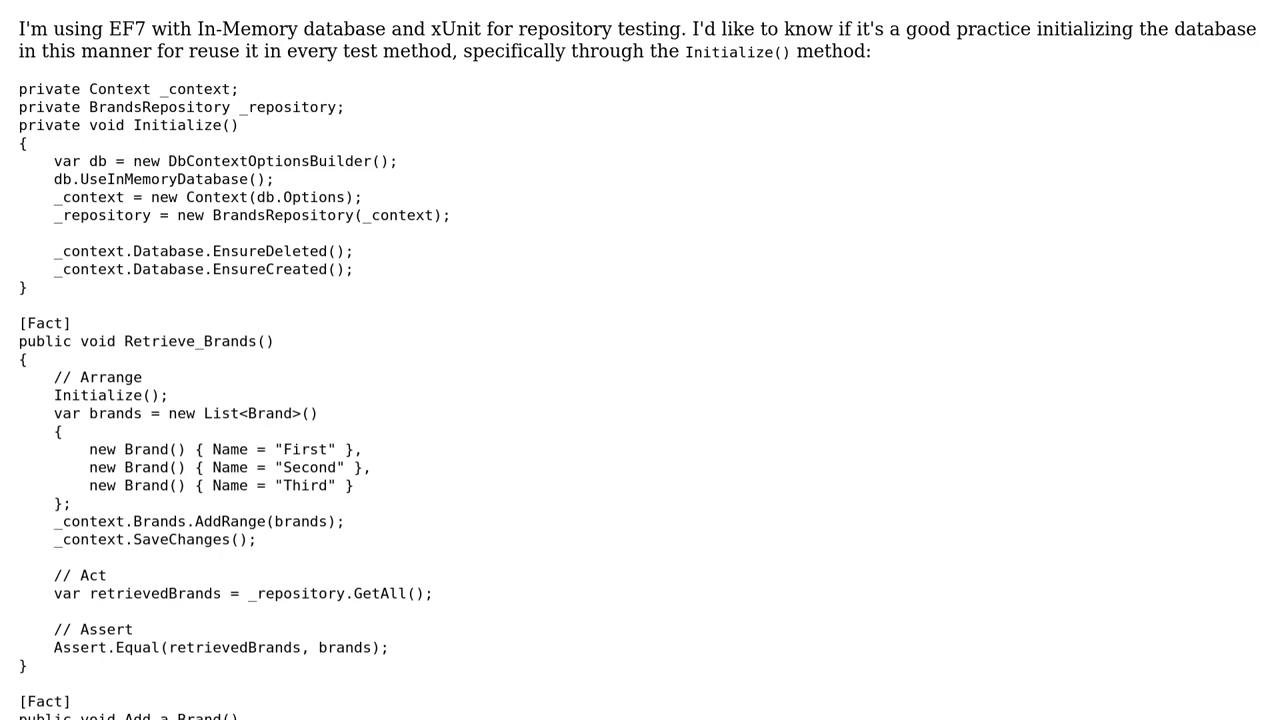 I'm using EF7 with In-Memory database and xUnit for repository testing. I'd like to know if it's a good practice initializing the database
in this manner for reuse it in every test method, specifically through the Initialize() method:
private Context _context;
private BrandsRepository _repository;
private void Initialize()
{
    var db = new DbContextOptionsBuilder();
    db.UseInMemoryDatabase();
    _context = new Context(db.Options);
    _repository = new BrandsRepository(_context);

    _context.Database.EnsureDeleted();
    _context.Database.EnsureCreated();
}

[Fact]
public void Retrieve_Brands()
{
    // Arrange
    Initialize();
    var brands = new List<Brand>()
    {
        new Brand() { Name = "First" },
        new Brand() { Name = "Second" },
        new Brand() { Name = "Third" }
    };
    _context.Brands.AddRange(brands);
    _context.SaveChanges();

    // Act
    var retrievedBrands = _repository.GetAll();

    // Assert
    Assert.Equal(retrievedBrands, brands);
}

[Fact]
public void Add_a_Brand()